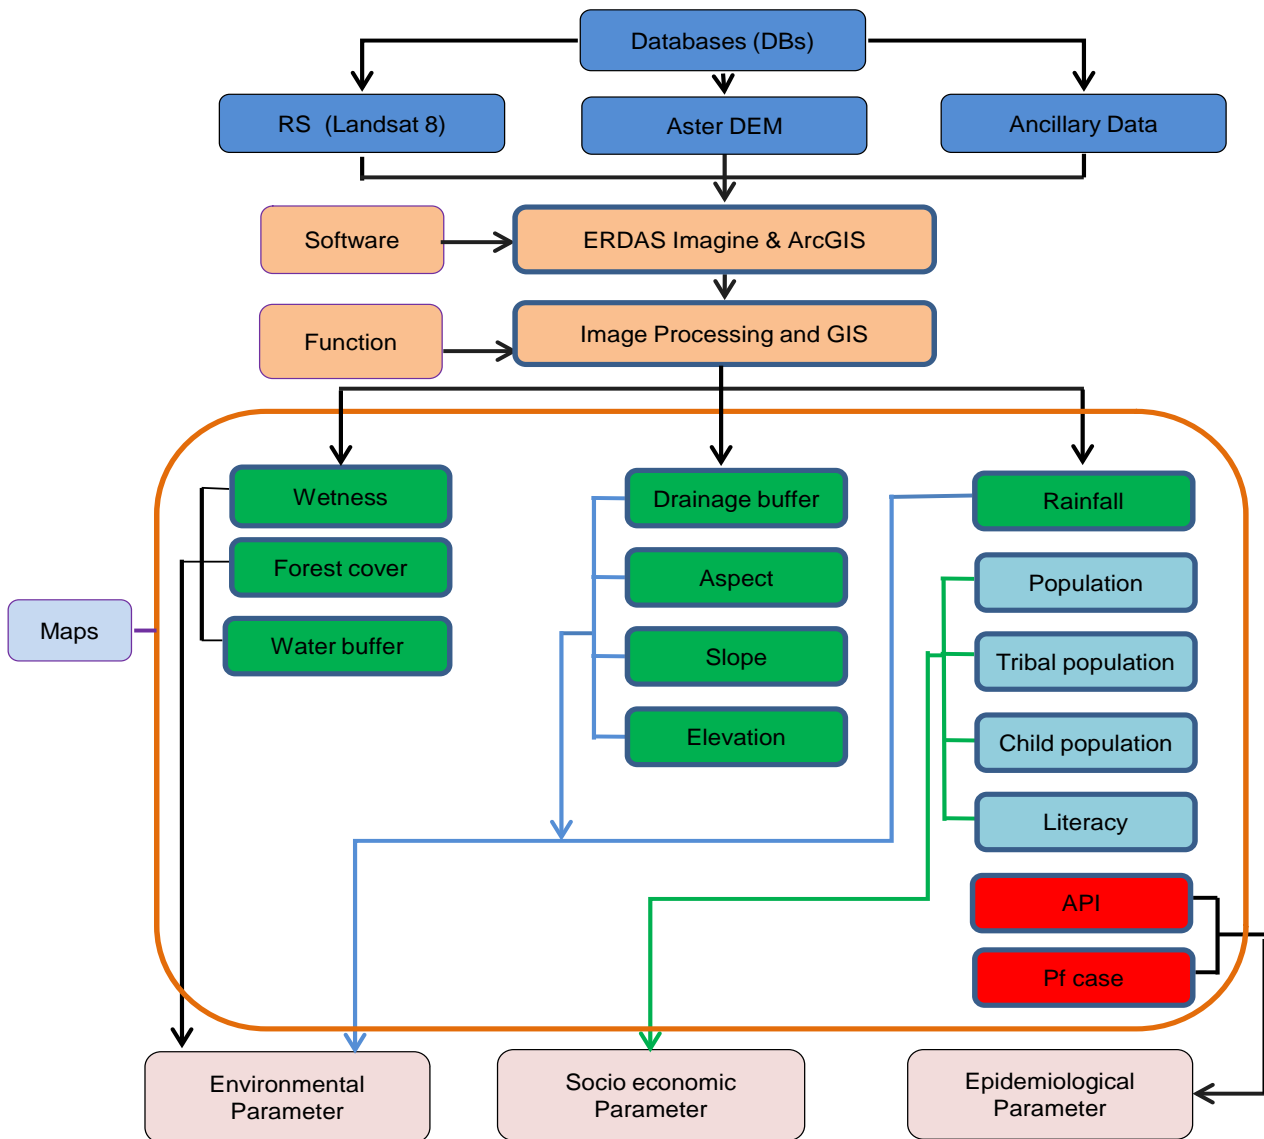 Databases (DBs)
RS (Landsat 8)
Aster DEM
Ancillary Data
Software
ERDAS Imagine & ArcGIS
Function
Image Processing and GIS
Wetness
Forest cover
Water buffer
Drainage buffer
Aspect
Slope
Elevation
Rainfall
Population
Tribal population
Child population
Literacy
API
Pf case
Maps
Environmental
Parameter
Socio economic
Parameter
Epidemiological
Parameter